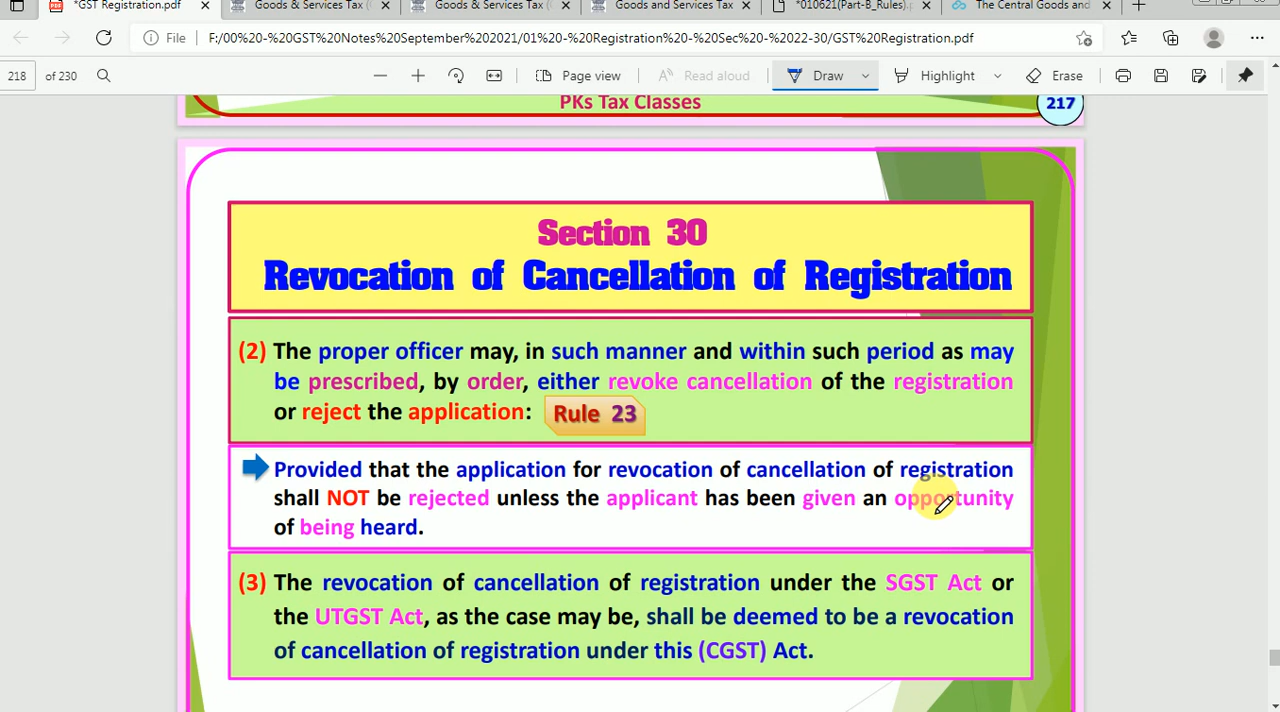 *GST Registration.pdf
Goods & Services Tax (
Goods & Services Tax (
Goods and Services Tax
*010621(Part-B_Rules).p
The Central Goods and
File F:/00%20-%20GST%20Notes%20September%202021/01%20-%20Registration%20-%20Sec%20-%2022-30/GST%20Registration.pdf
218 of 230 Page view Read aloud Draw Highlight Erase
PKs Tax Classes
217
Section 30
Revocation of Cancellation of Registration
(2) The proper officer may, in such manner and within such period as may
be prescribed, by order, either revoke cancellation of the registration
or reject the application: Rule 23
Provided that the application for revocation of cancellation of registration
shall NOT be rejected unless the applicant has been given an opportunity
of being heard.
(3) The revocation of cancellation of registration under the SGST Act or
the UTGST Act, as the case may be, shall be deemed to be a revocation
of cancellation of registration under this (CGST) Act.